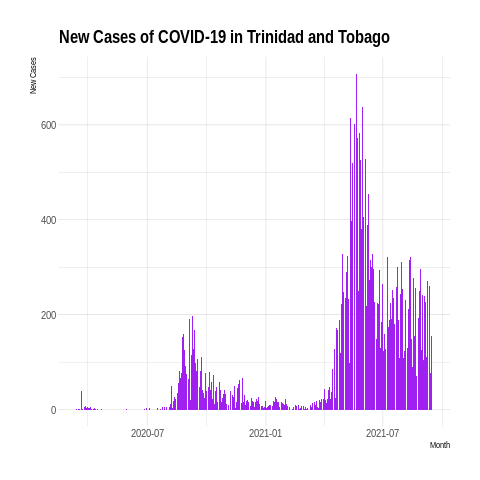 New Cases of COVID-19 in Trinidad and Tobago
New Cases
600
400
200
0
2020-07 2021-01 2021-07
Month